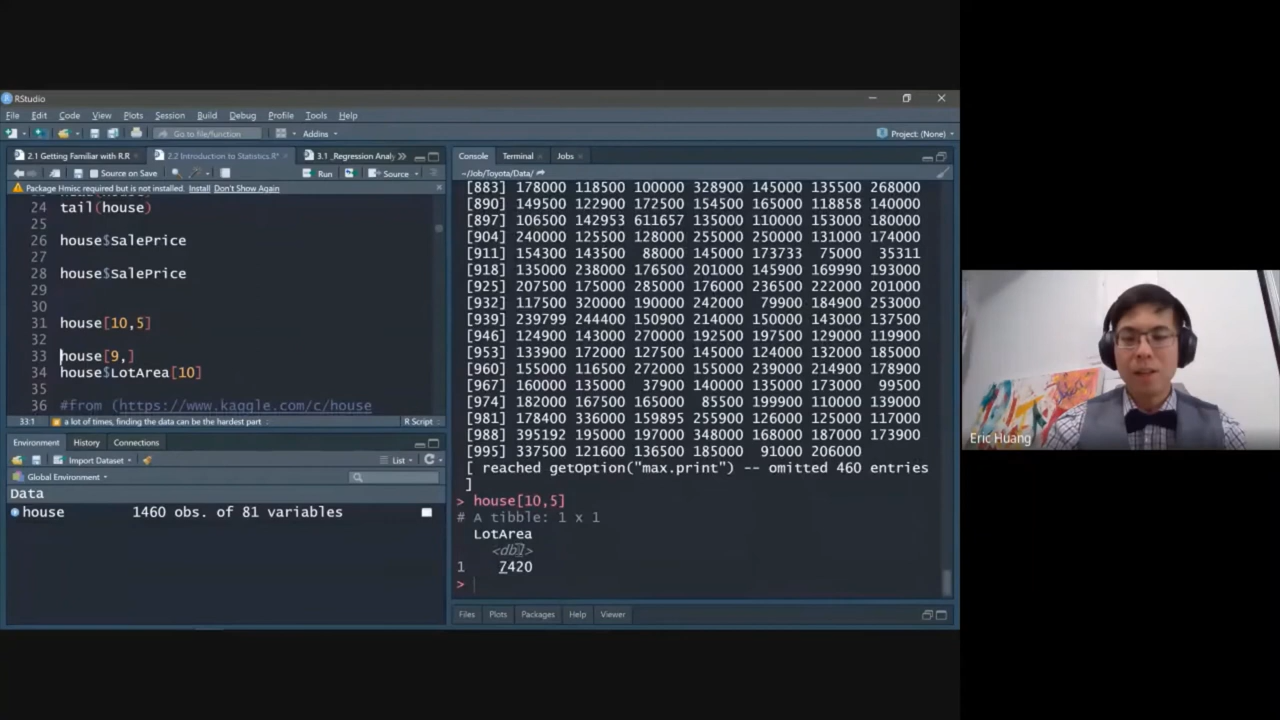 RStudio
File Edit Code View Plots Session Build Debug Profile Tools Help
Go to file/function Addins Project: (None)
2.1 Getting Familiar with R.R 2.2 Introduction to Statistics.R* 3.1 _Regression Analy
Source on Save Run Source
Package Hmisc required but is not installed. Install Don't Show Again
24 tail(house)
25
26 house$SalePrice
27
28 house$SalePrice
29
30
31 house[10,5]
32
33 house[9,]
34 house$LotArea[10]
35
36 #from (https://www.kaggle.com/c/house
33:1 a lot of times, finding the data can be the hardest part R Script
Environment History Connections
Import Dataset List
Global Environment
Data
house 1460 obs. of 81 variables
Console Terminal Jobs
~/Job/Toyota/Data/
[883] 178000 118500 100000 328900 145000 135500 268000
[890] 149500 122900 172500 154500 165000 118858 140000
[897] 106500 142953 611657 135000 110000 153000 180000
[904] 240000 125500 128000 255000 250000 131000 174000
[911] 154300 143500 88000 145000 173733 75000 35311
[918] 135000 238000 176500 201000 145900 169990 193000
[925] 207500 175000 285000 176000 236500 222000 201000
[932] 117500 320000 190000 242000 79900 184900 253000
[939] 239799 244400 150900 214000 150000 143000 137500
[946] 124900 143000 270000 192500 197500 129000 119900
[953] 133900 172000 127500 145000 124000 132000 185000
[960] 155000 116500 272000 155000 239000 214900 178900
[967] 160000 135000 37900 140000 135000 173000 99500
[974] 182000 167500 165000 85500 199900 110000 139000
[981] 178400 336000 159895 255900 126000 125000 117000
[988] 395192 195000 197000 348000 168000 187000 173900
[995] 337500 121600 136500 185000 91000 206000
[ reached getOption("max.print") -- omitted 460 entries
]
> house[10,5]
# A tibble: 1 x 1
LotArea
<dbl>
1 7420
>
Files Plots Packages Help Viewer
Eric Huang